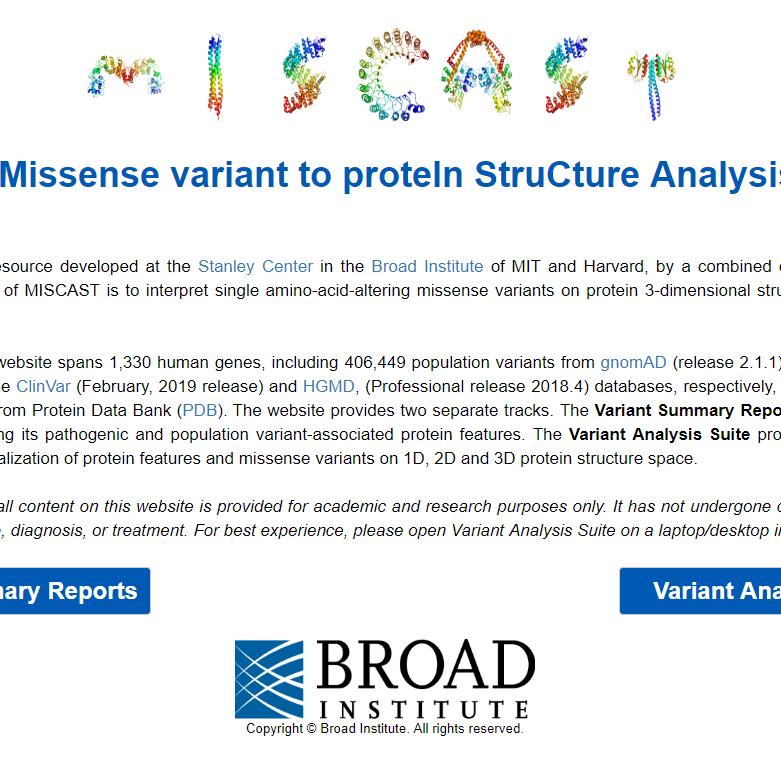 MISCAST
Missense variant to proteIn StruCture Analysis
esource developed at the Stanley Center in the Broad Institute of MIT and Harvard, by a combined
of MISCAST is to interpret single amino-acid-altering missense variants on protein 3-dimensional stru
website spans 1,330 human genes, including 406,449 population variants from gnomAD (release 2.1.1)
e ClinVar (February, 2019 release) and HGMD, (Professional release 2018.4) databases, respectively,
rom Protein Data Bank (PDB). The website provides two separate tracks. The Variant Summary Repo
ng its pathogenic and population variant-associated protein features. The Variant Analysis Suite pro
alization of protein features and missense variants on 1D, 2D and 3D protein structure space.
all content on this website is provided for academic and research purposes only. It has not undergone
e, diagnosis, or treatment. For best experience, please open Variant Analysis Suite on a laptop/desktop in
nary Reports
Variant Ana
BROAD
INSTITUTE
Copyright © Broad Institute. All rights reserved.